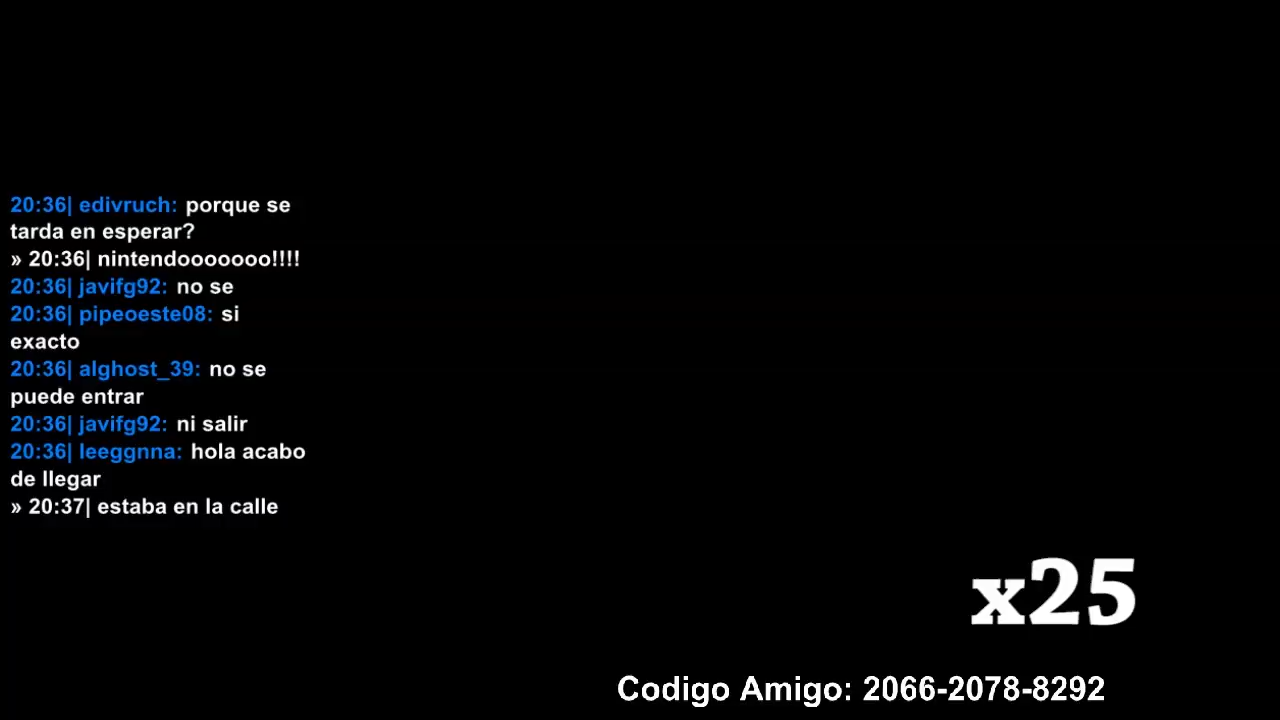 20:36| edivruch: porque se
tarda en esperar?
» 20:36| nintendooooooo!!!!
20:36| javifg92: no se
20:36| pipeoeste08: si
exacto
20:36| alghost_39: no se
puede entrar
20:36| javifg92: ni salir
20:36| leeggnna: hola acabo
de llegar
» 20:37| estaba en la calle
x25
Codigo Amigo: 2066-2078-8292